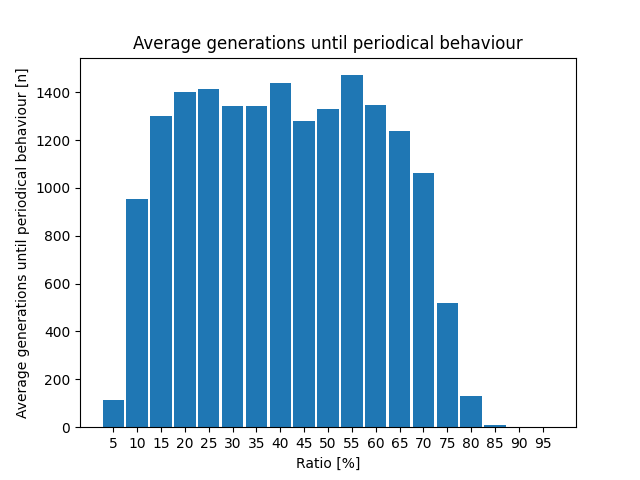 Average generations until periodical behaviour
Average generations until periodical behaviour [n]
1400
1200
1000
800
600
400
200
0
5 10 15 20 25 30 35 40 45 50 55 60 65 70 75 80 85 90 95
Ratio [%]